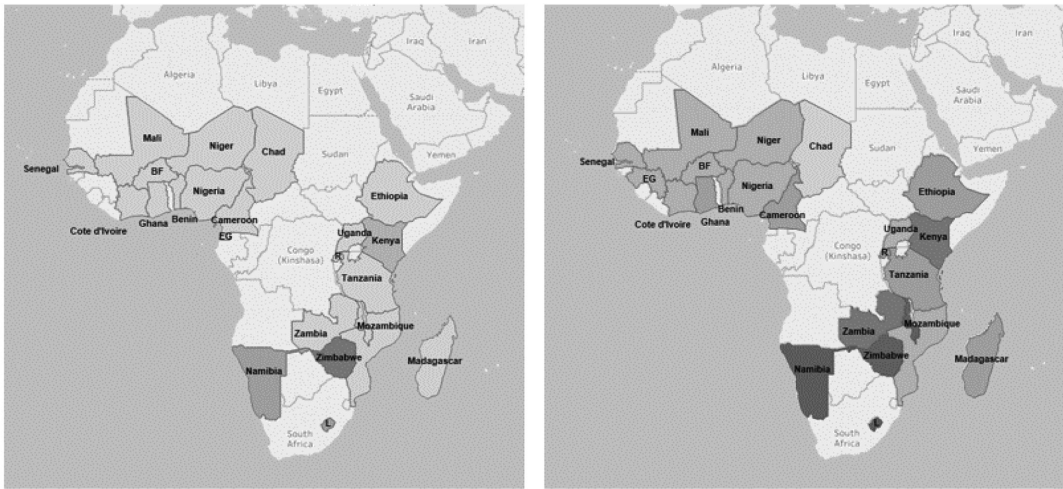 Iraq
Iran
Algeria
Libya
Egypt
Saudi
Arabia
Mali
Niger
Chad
Sudan
Yemen
Senegal
BF
Nigeria
Ethiopia
Benin
Cameroon
Ghana
Cote d'Ivoire
EG
Uganda
Kenya
Congo
(Kinshasa)
R
Tanzania
Zambia
Mozambique
Zimbabwe
Madagascar
Namibia
L
South
Africa
Iraq
Iran
Algeria
Libya
Egypt
Saudi
Arabia
Mali
Niger
Chad
Sudan
Yemen
Senegal
BF
EG
Nigeria
Ethiopia
Benin
Cameroon
Ghana
Cote d'Ivoire
Uganda
Kenya
Congo
(Kinshasa)
R
Tanzania
Zambia
Mozambique
Zimbabwe
Madagascar
Namibia
L
South
Africa